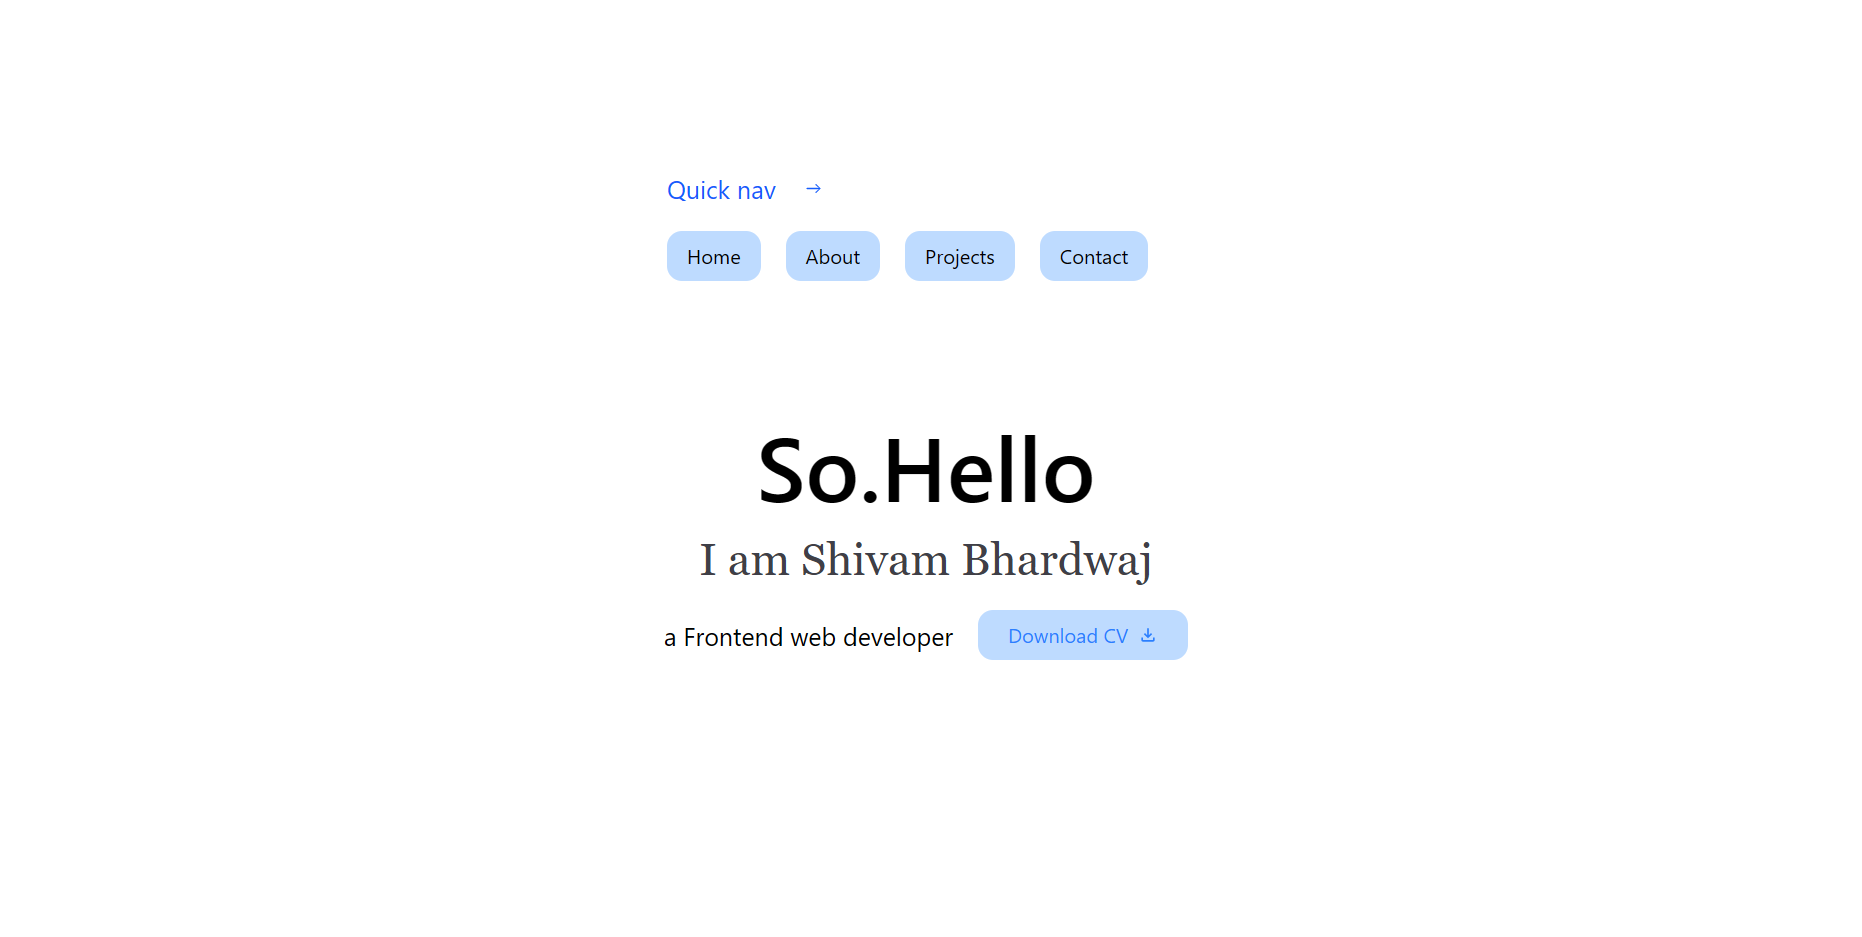 Quick nav →
Home About Projects Contact
So.Hello
I am Shivam Bhardwaj
a Frontend web developer Download CV